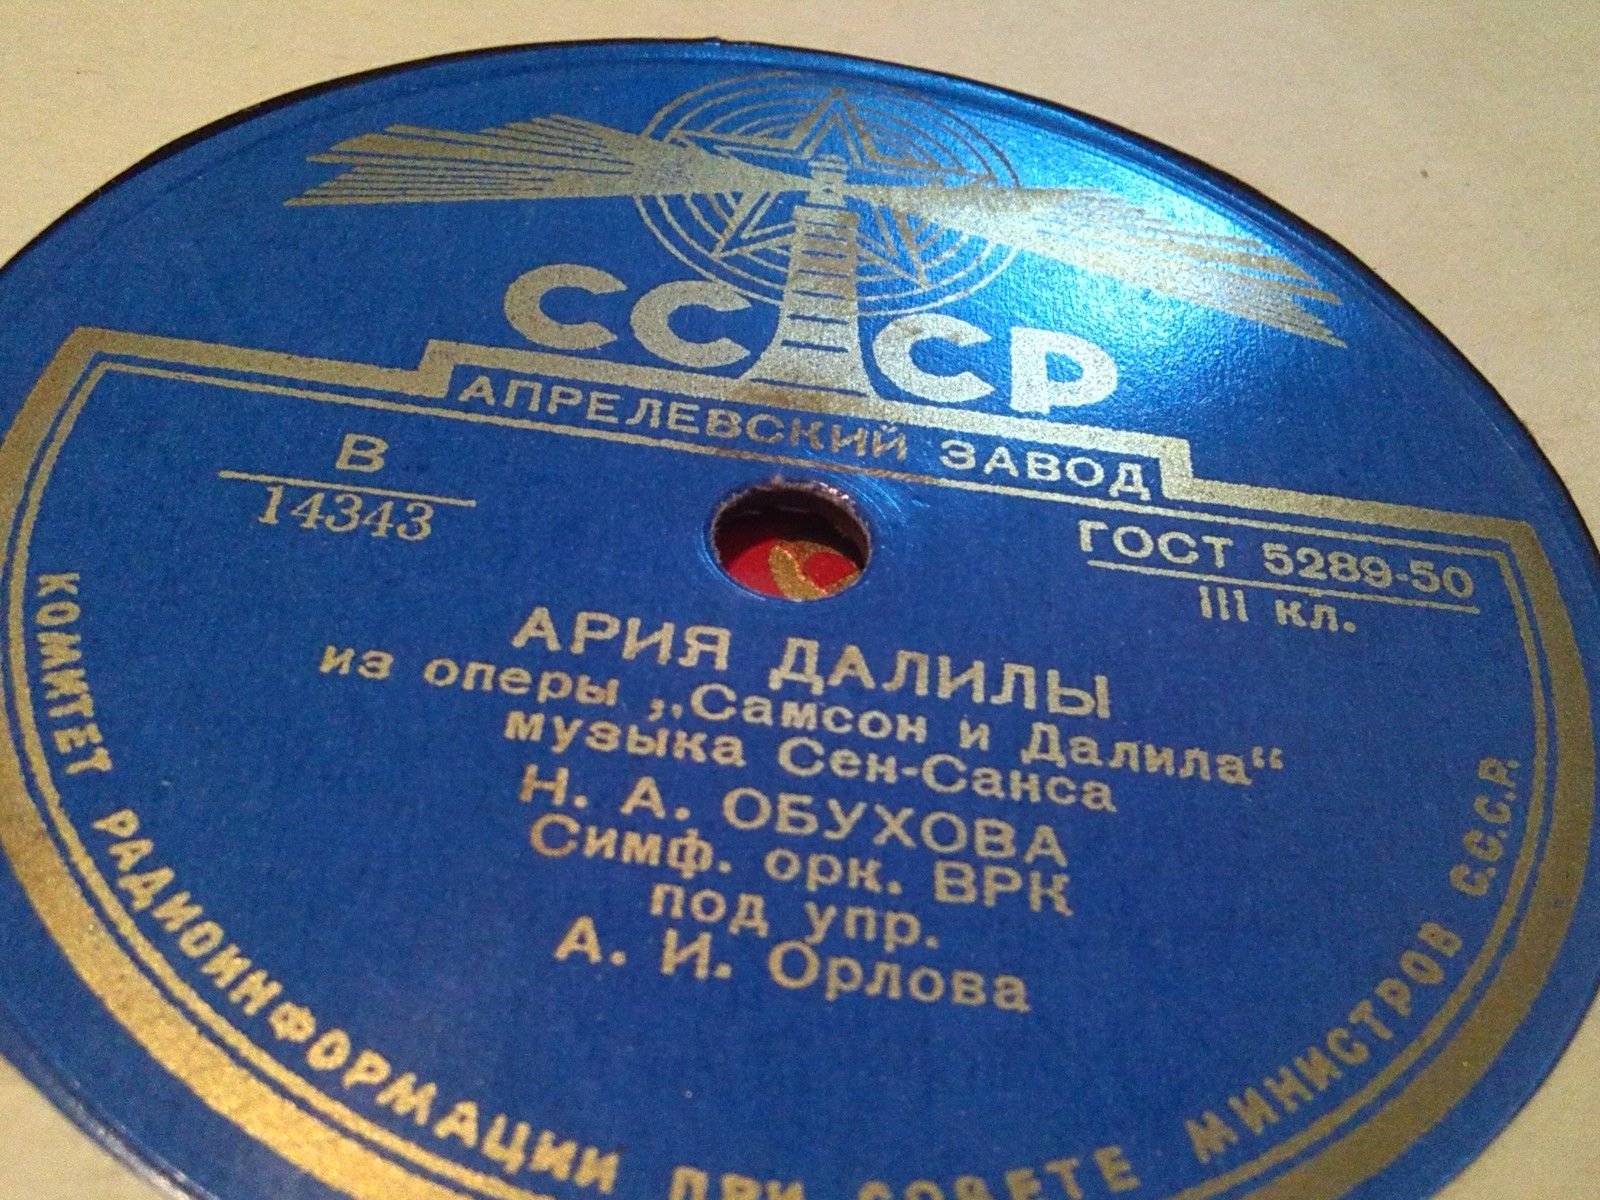 СССР
АПРЕЛЕВСКИЙ ЗАВОД
В
14343
ГОСТ 5289-50
III кл.
АРИЯ ДАЛИЛЫ
из оперы „Самсон и Далила“
музыка Сен-Санса
Н. А. ОБУХОВА
Симф. орк. ВРК
под упр.
А. И. Орлова
КОМИТЕТ РАДИОИНФОРМАЦИИ ПРИ СОВЕТЕ МИНИСТРОВ С.С.С.Р.